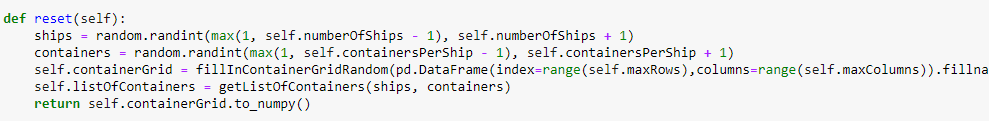 def reset(self):
    ships = random.randint(max(1, self.numberOfShips - 1), self.numberOfShips + 1)
    containers = random.randint(max(1, self.containersPerShip - 1), self.containersPerShip + 1)
    self.containerGrid = fillInContainerGridRandom(pd.DataFrame(index=range(self.maxRows),columns=range(self.maxColumns)).fillna
    self.listOfContainers = getListOfContainers(ships, containers)
    return self.containerGrid.to_numpy()